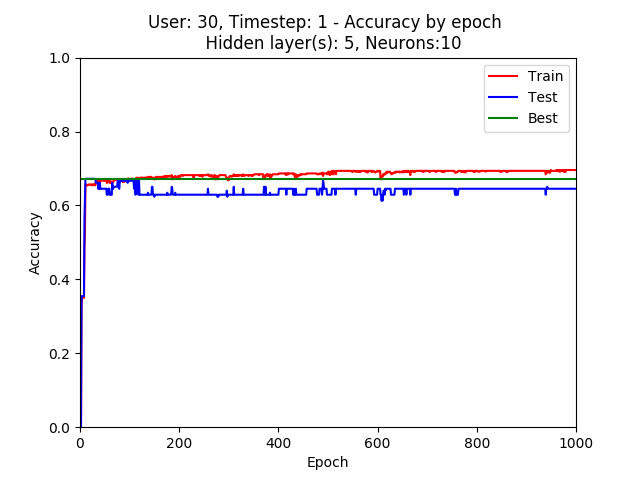 User: 30, Timestep: 1 - Accuracy by epoch
Hidden layer(s): 5, Neurons:10
1.0
0.8
0.6
0.4
0.2
0.0
Accuracy
Train
Test
Best
0 200 400 600 800 1000
Epoch